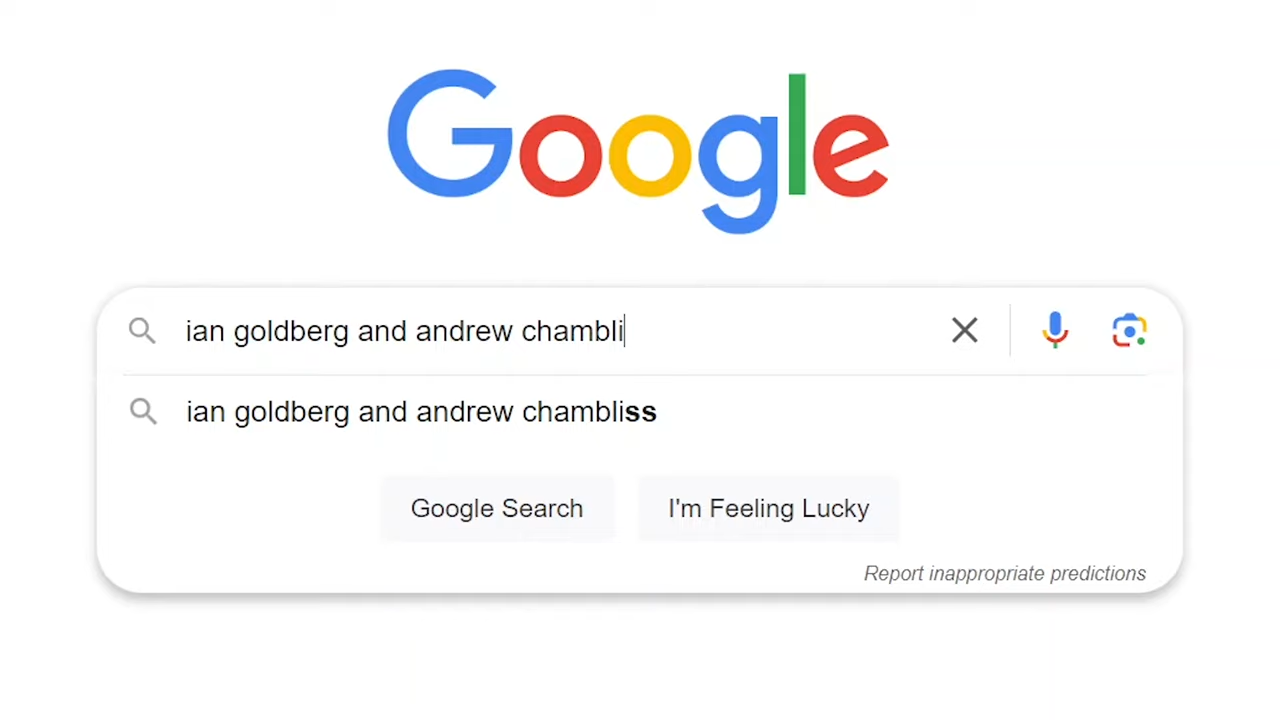 Google
ian goldberg and andrew chambli
ian goldberg and andrew chambliss
Google Search
I'm Feeling Lucky
Report inappropriate predictions